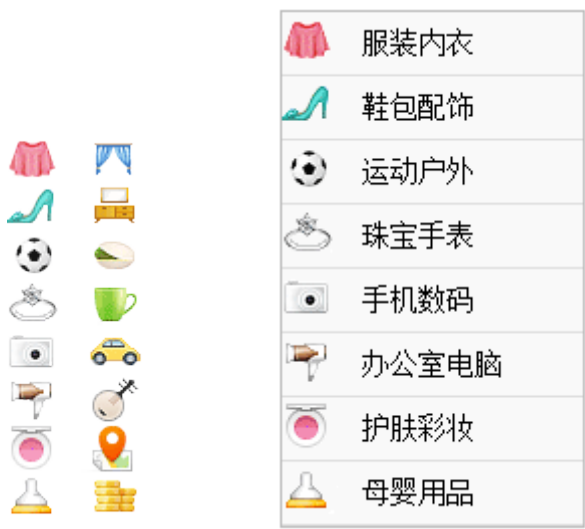 服装内衣
鞋包配饰
运动户外
珠宝手表
手机数码
办公室电脑
护肤彩妆
母婴用品